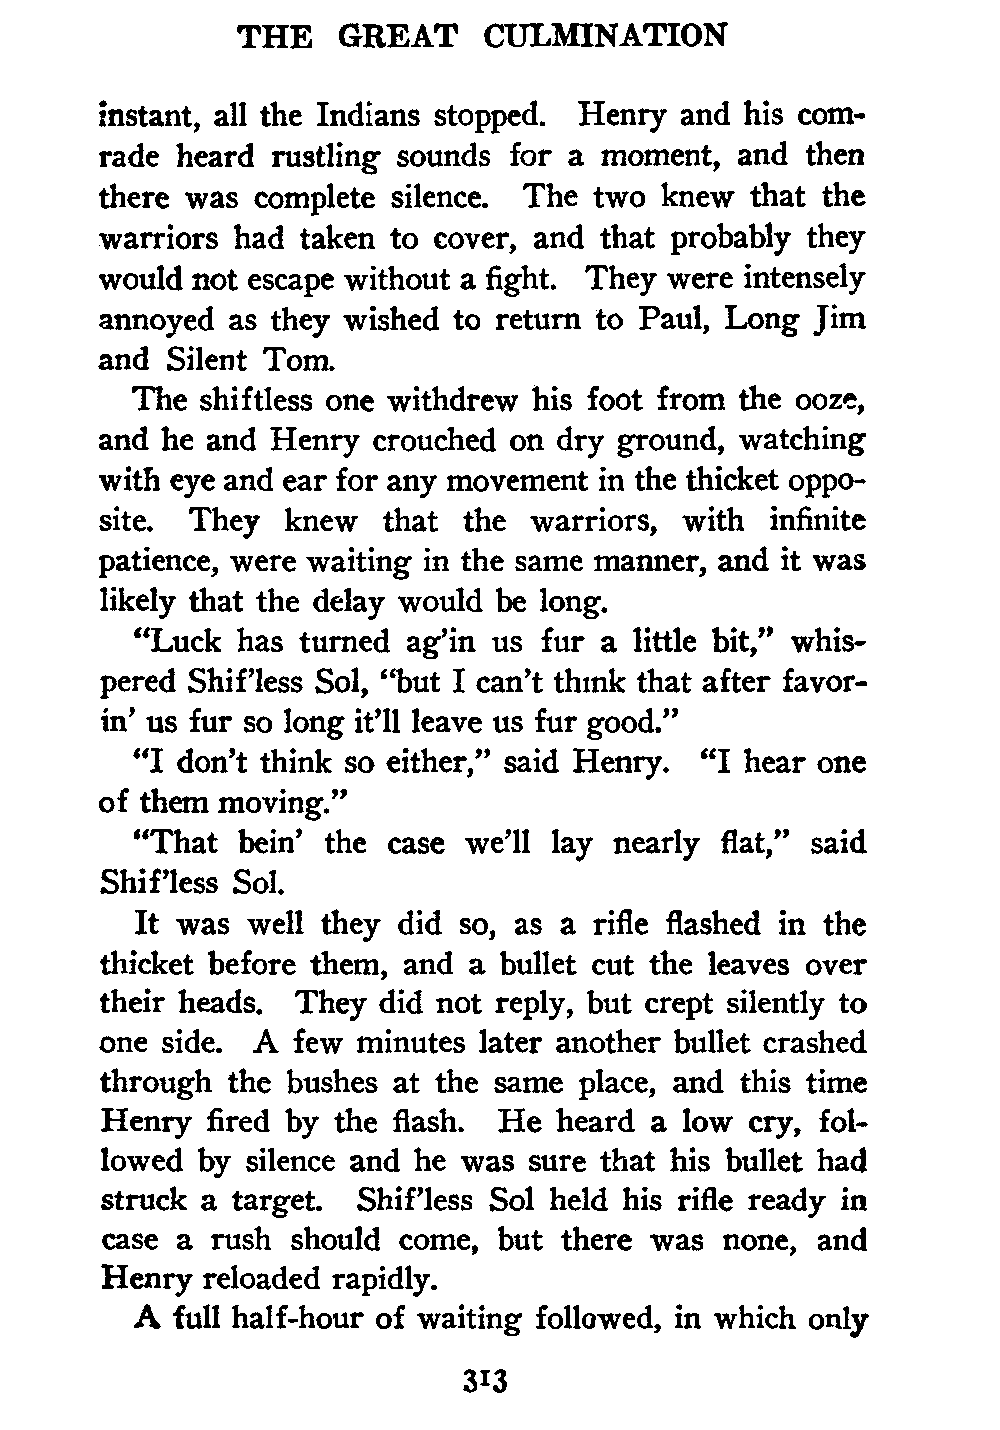 THE GREAT CULMINATION
instant, all the Indians stopped. Henry and his com-
rade heard rustling sounds for a moment, and then
there was complete silence. The two knew that the
warriors had taken to cover, and that probably they
would not escape without a fight. They were intensely
annoyed as they wished to return to Paul, Long Jim
and Silent Tom.
The shiftless one withdrew his foot from the ooze,
and he and Henry crouched on dry ground, watching
with eye and ear for any movement in the thicket oppo-
site. They knew that the warriors, with infinite
patience, were waiting in the same manner, and it was
likely that the delay would be long.
“Luck has turned ag’in us fur a little bit,” whis-
pered Shif’less Sol, “but I can’t think that after favor-
in’ us fur so long it’ll leave us fur good.”
“I don’t think so either,” said Henry. “I hear one
of them moving.”
“That bein’ the case we’ll lay nearly flat,” said
Shif’less Sol.
It was well they did so, as a rifle flashed in the
thicket before them, and a bullet cut the leaves over
their heads. They did not reply, but crept silently to
one side. A few minutes later another bullet crashed
through the bushes at the same place, and this time
Henry fired by the flash. He heard a low cry, fol-
lowed by silence and he was sure that his bullet had
struck a target. Shif’less Sol held his rifle ready in
case a rush should come, but there was none, and
Henry reloaded rapidly.
A full half-hour of waiting followed, in which only
313